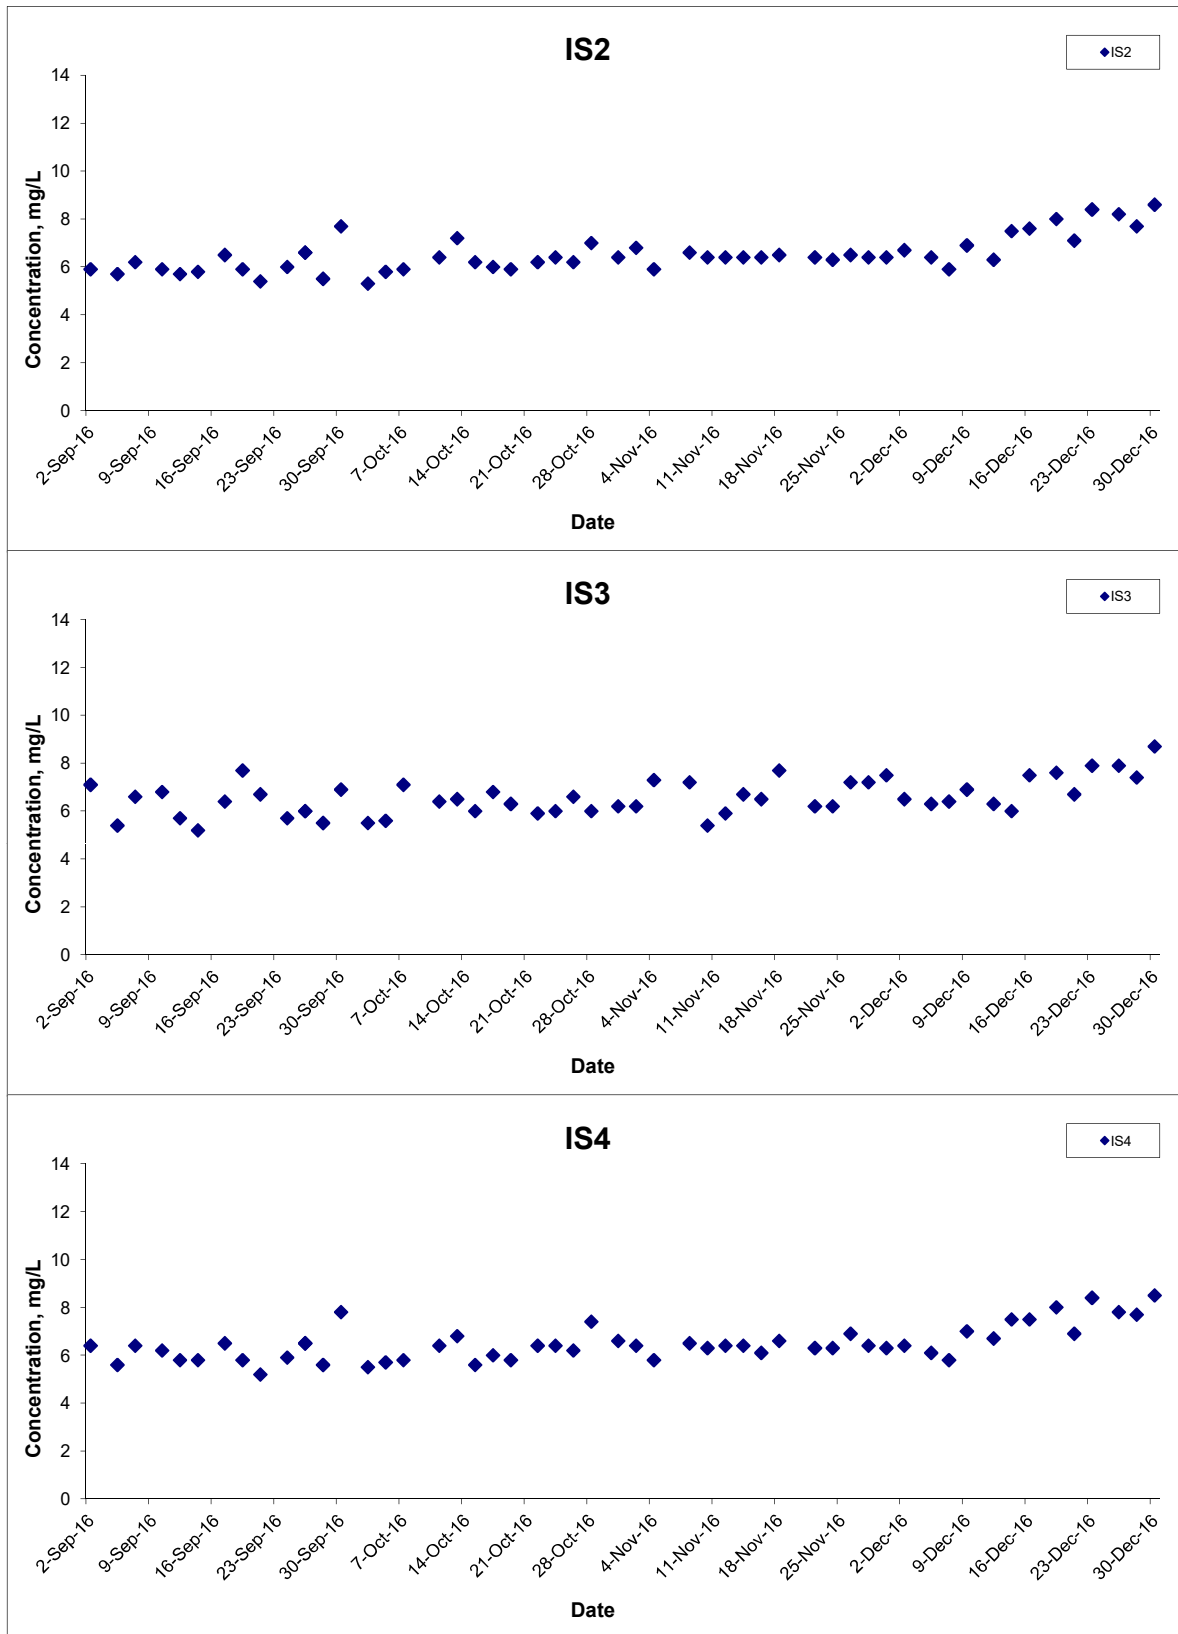 IS2
IS2
14
12
10
8
6
4
2
0
Concentration, mg/L
2-Sep-16
9-Sep-16
16-Sep-16
23-Sep-16
30-Sep-16
7-Oct-16
14-Oct-16
21-Oct-16
28-Oct-16
4-Nov-16
11-Nov-16
18-Nov-16
25-Nov-16
2-Dec-16
9-Dec-16
16-Dec-16
23-Dec-16
30-Dec-16
Date
IS3
IS3
14
12
10
8
6
4
2
0
Concentration, mg/L
2-Sep-16
9-Sep-16
16-Sep-16
23-Sep-16
30-Sep-16
7-Oct-16
14-Oct-16
21-Oct-16
28-Oct-16
4-Nov-16
11-Nov-16
18-Nov-16
25-Nov-16
2-Dec-16
9-Dec-16
16-Dec-16
23-Dec-16
30-Dec-16
Date
IS4
IS4
14
12
10
8
6
4
2
0
Concentration, mg/L
2-Sep-16
9-Sep-16
16-Sep-16
23-Sep-16
30-Sep-16
7-Oct-16
14-Oct-16
21-Oct-16
28-Oct-16
4-Nov-16
11-Nov-16
18-Nov-16
25-Nov-16
2-Dec-16
9-Dec-16
16-Dec-16
23-Dec-16
30-Dec-16
Date